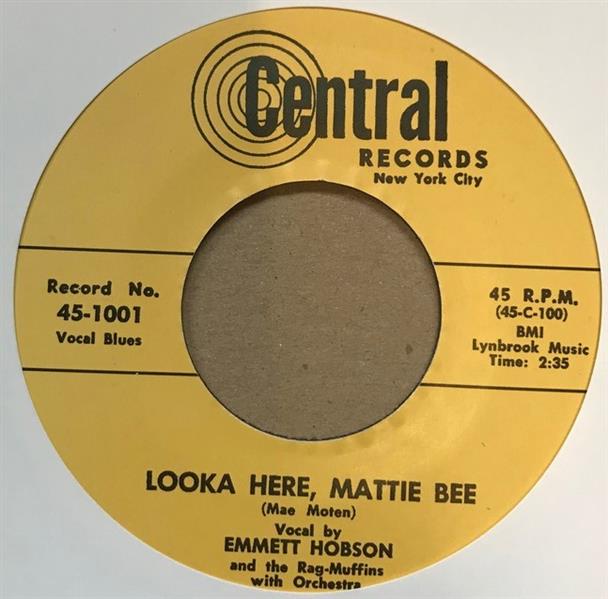 Central
RECORDS
New York City
Record No.
45-1001
Vocal Blues
45 R.P.M.
(45-C-100)
BMI
Lynbrook Music
Time: 2:35
LOOKA HERE, MATTIE BEE
(Mae Moten)
Vocal by
EMMETT HOBSON
and the Rag-Muffins
with Orchestra